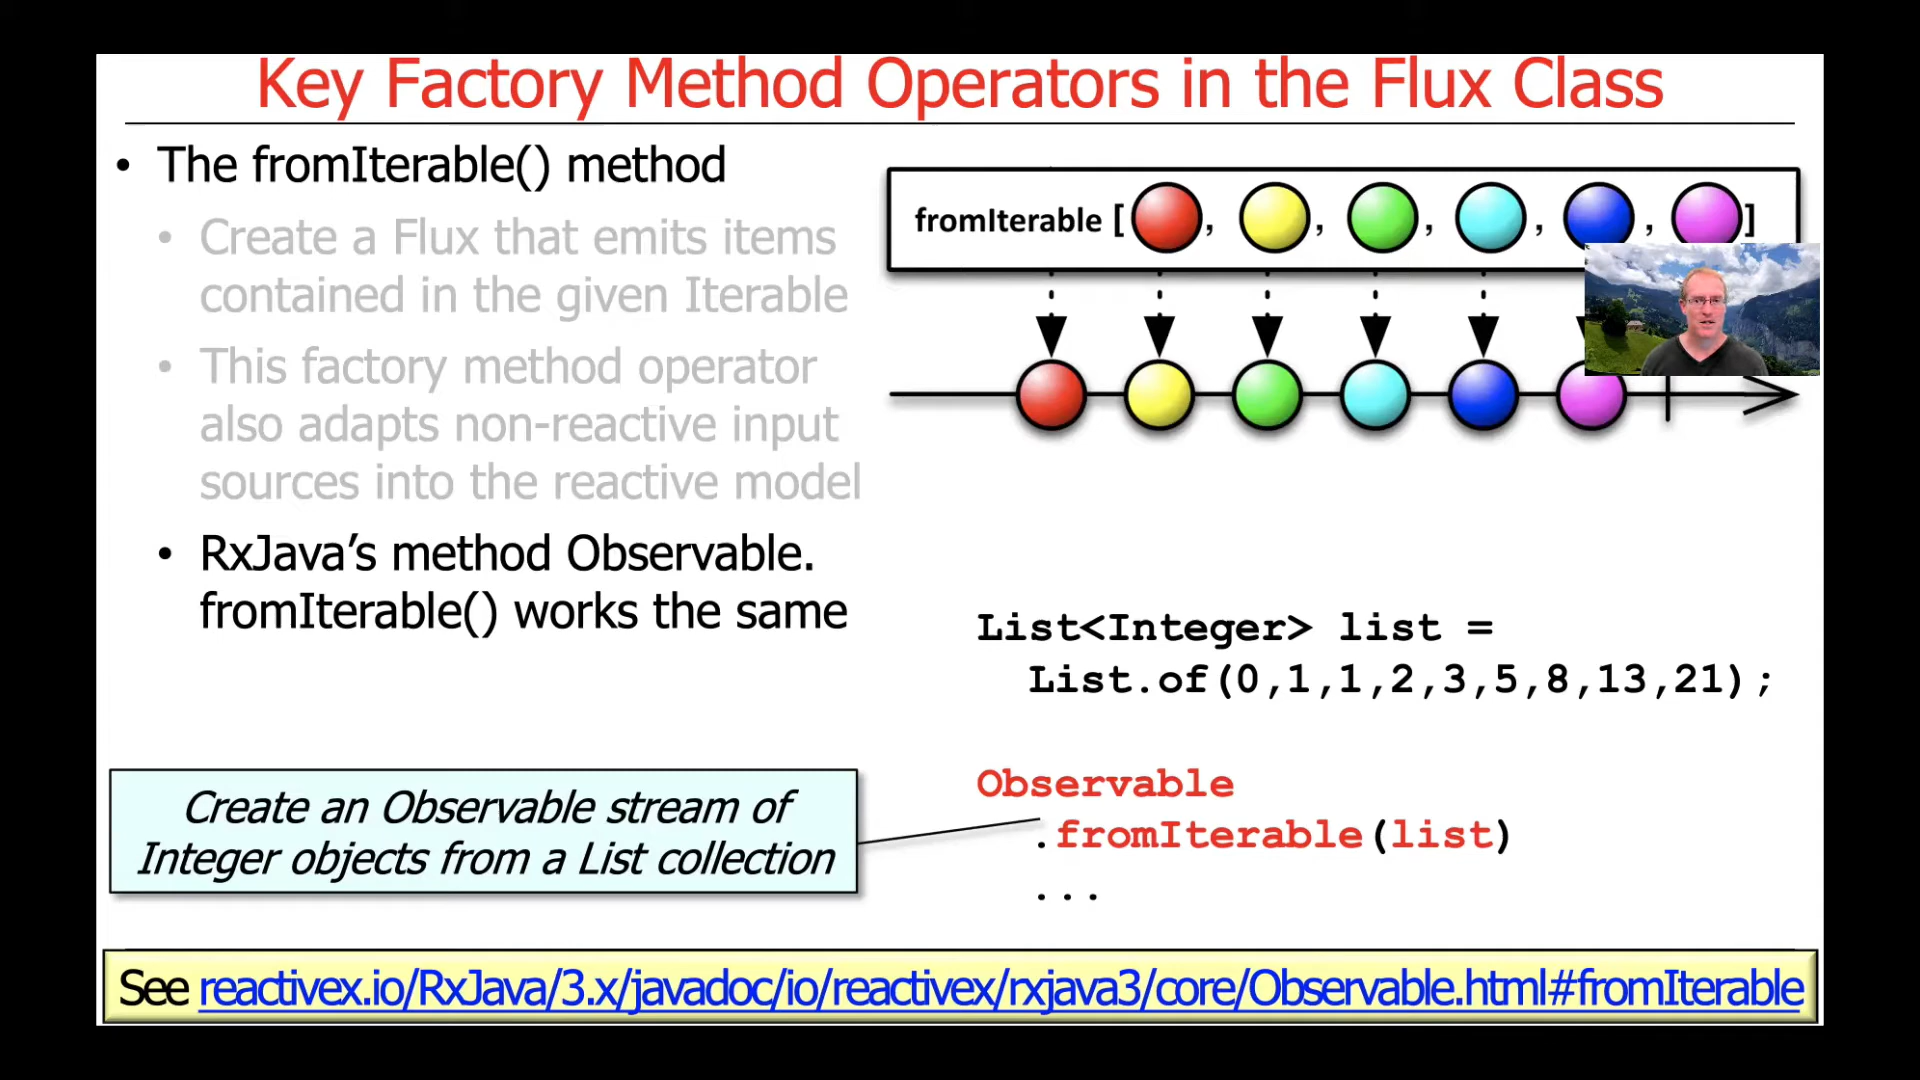 Key Factory Method Operators in the Flux Class
• The fromIterable() method
• Create a Flux that emits items
contained in the given Iterable
• This factory method operator
also adapts non-reactive input
sources into the reactive model
• RxJava’s method Observable.
fromIterable() works the same
fromIterable [ , , , , , ]
List<Integer> list =
List.of(0,1,1,2,3,5,8,13,21);
Observable
.fromIterable(list)
...
Create an Observable stream of
Integer objects from a List collection
See reactivex.io/RxJava/3.x/javadoc/io/reactivex/rxjava3/core/Observable.html#fromIterable